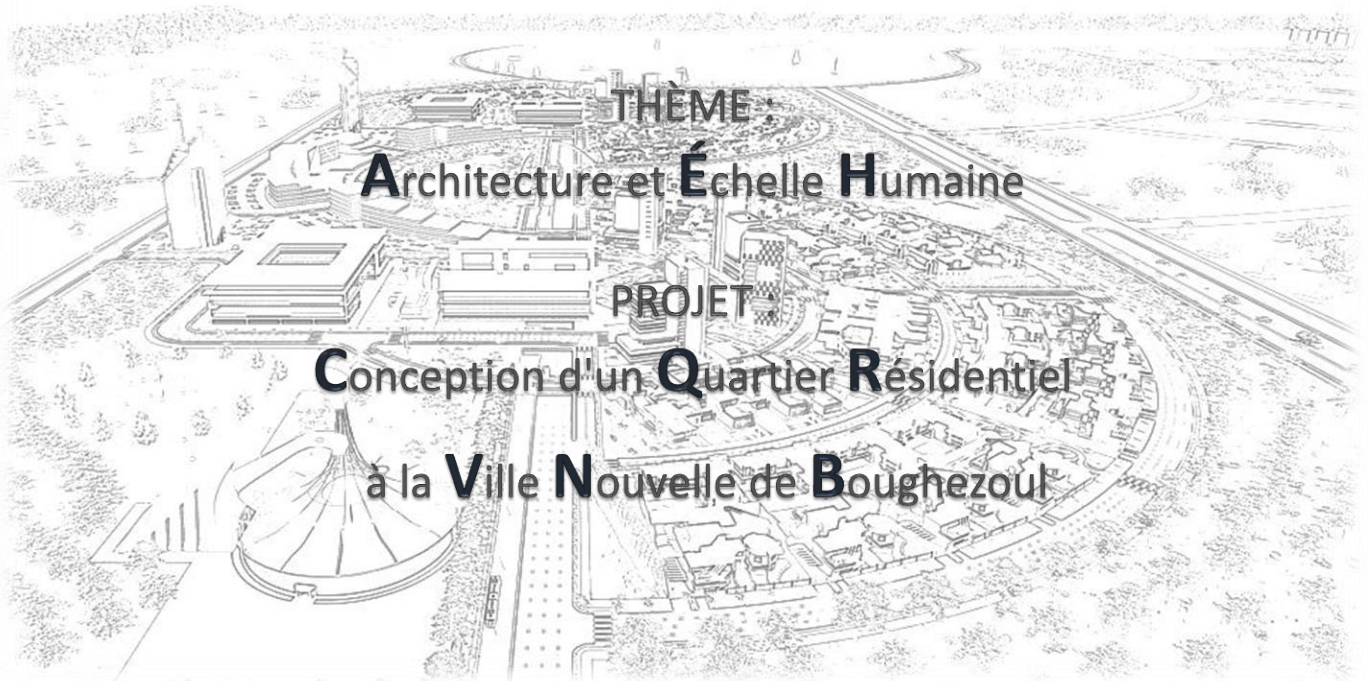 THÈME :
Architecture et Échelle Humaine
PROJET :
Conception d'un Quartier Résidentiel
à la Ville Nouvelle de Boughezoul